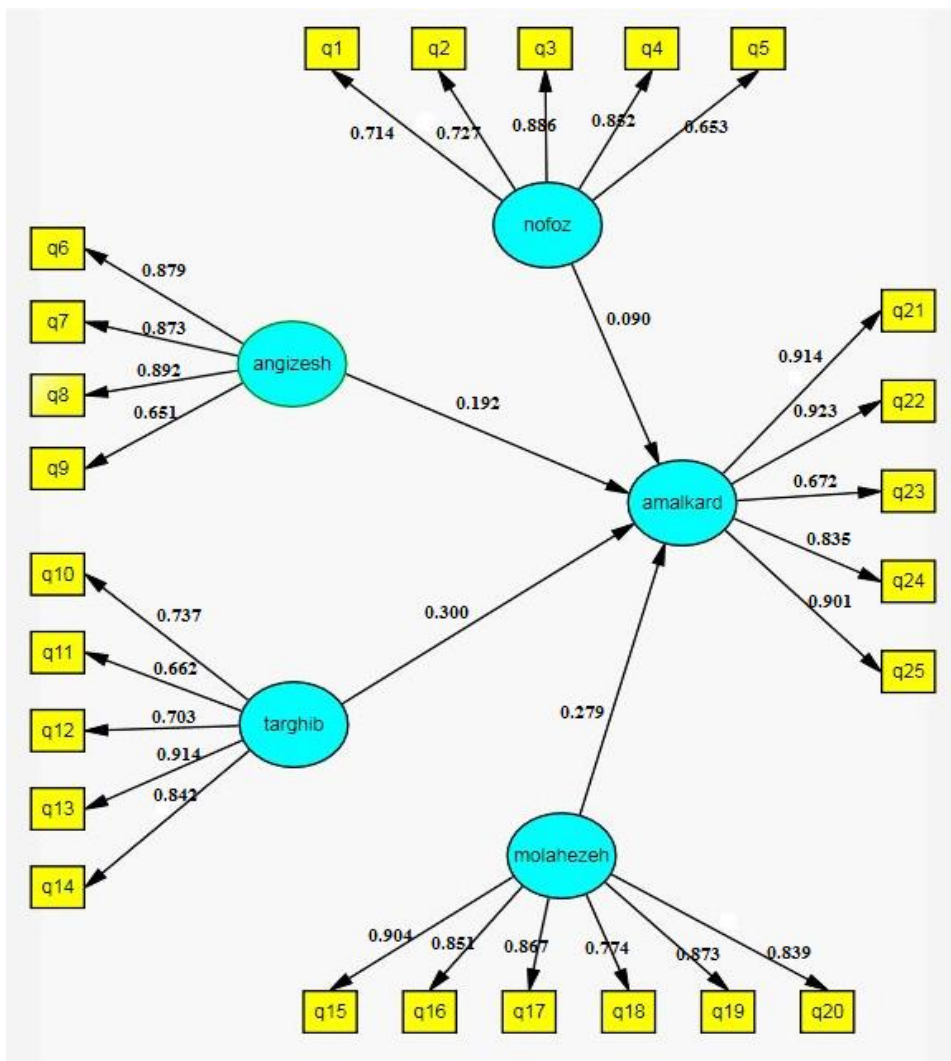 q1 q2 q3 q4 q5
0.714 0.727 0.886 0.852 0.653
nofoz
q6
0.879
q7
0.873
q8
0.892
q9
0.651
angizesh
0.090
0.192
q21
0.914
q22
0.923
q23
0.672
q24
0.835
q25
0.901
amalkard
q10
0.737
q11
0.662
q12
0.703
q13
0.914
q14
0.842
targhib
0.300
0.279
molahezeh
0.904 0.851 0.867 0.774 0.873 0.839
q15 q16 q17 q18 q19 q20